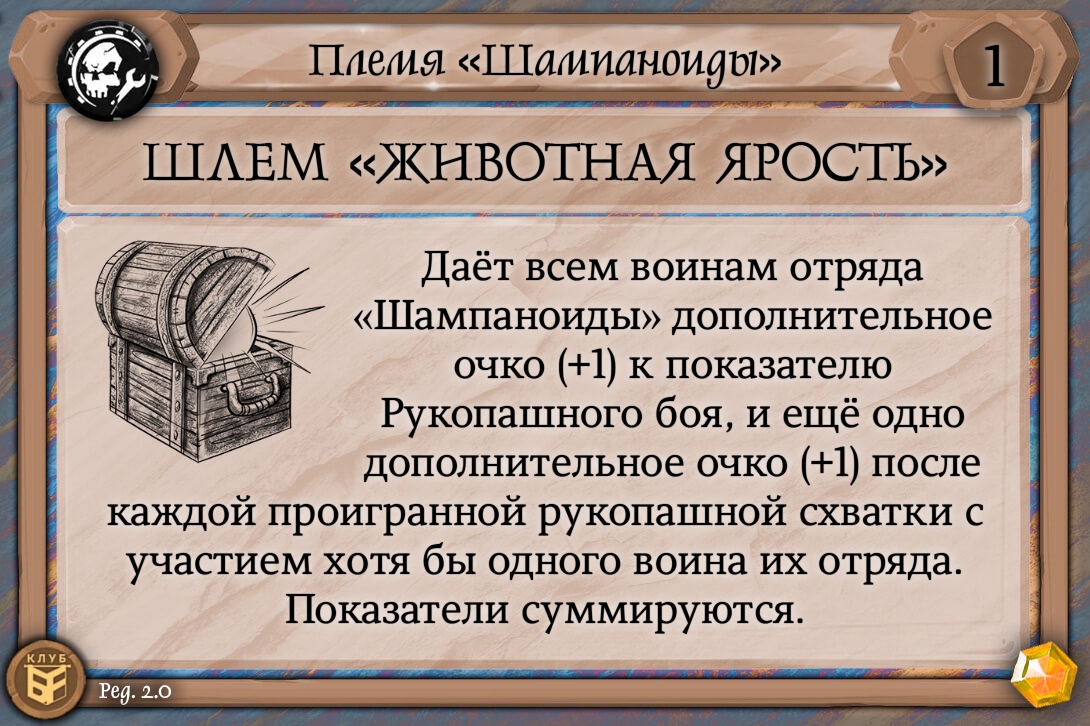 Племя «Шампаноиды»
1
ШЛЕМ «ЖИВОТНАЯ ЯРОСТЬ»
Даёт всем воинам отряда
«Шампаноиды» дополнительное
очко (+1) к показателю
Рукопашного боя, и ещё одно
дополнительное очко (+1) после
каждой проигранной рукопашной схватки с
участием хотя бы одного воина их отряда.
Показатели суммируются.
КЛУБ
Ред. 2.0